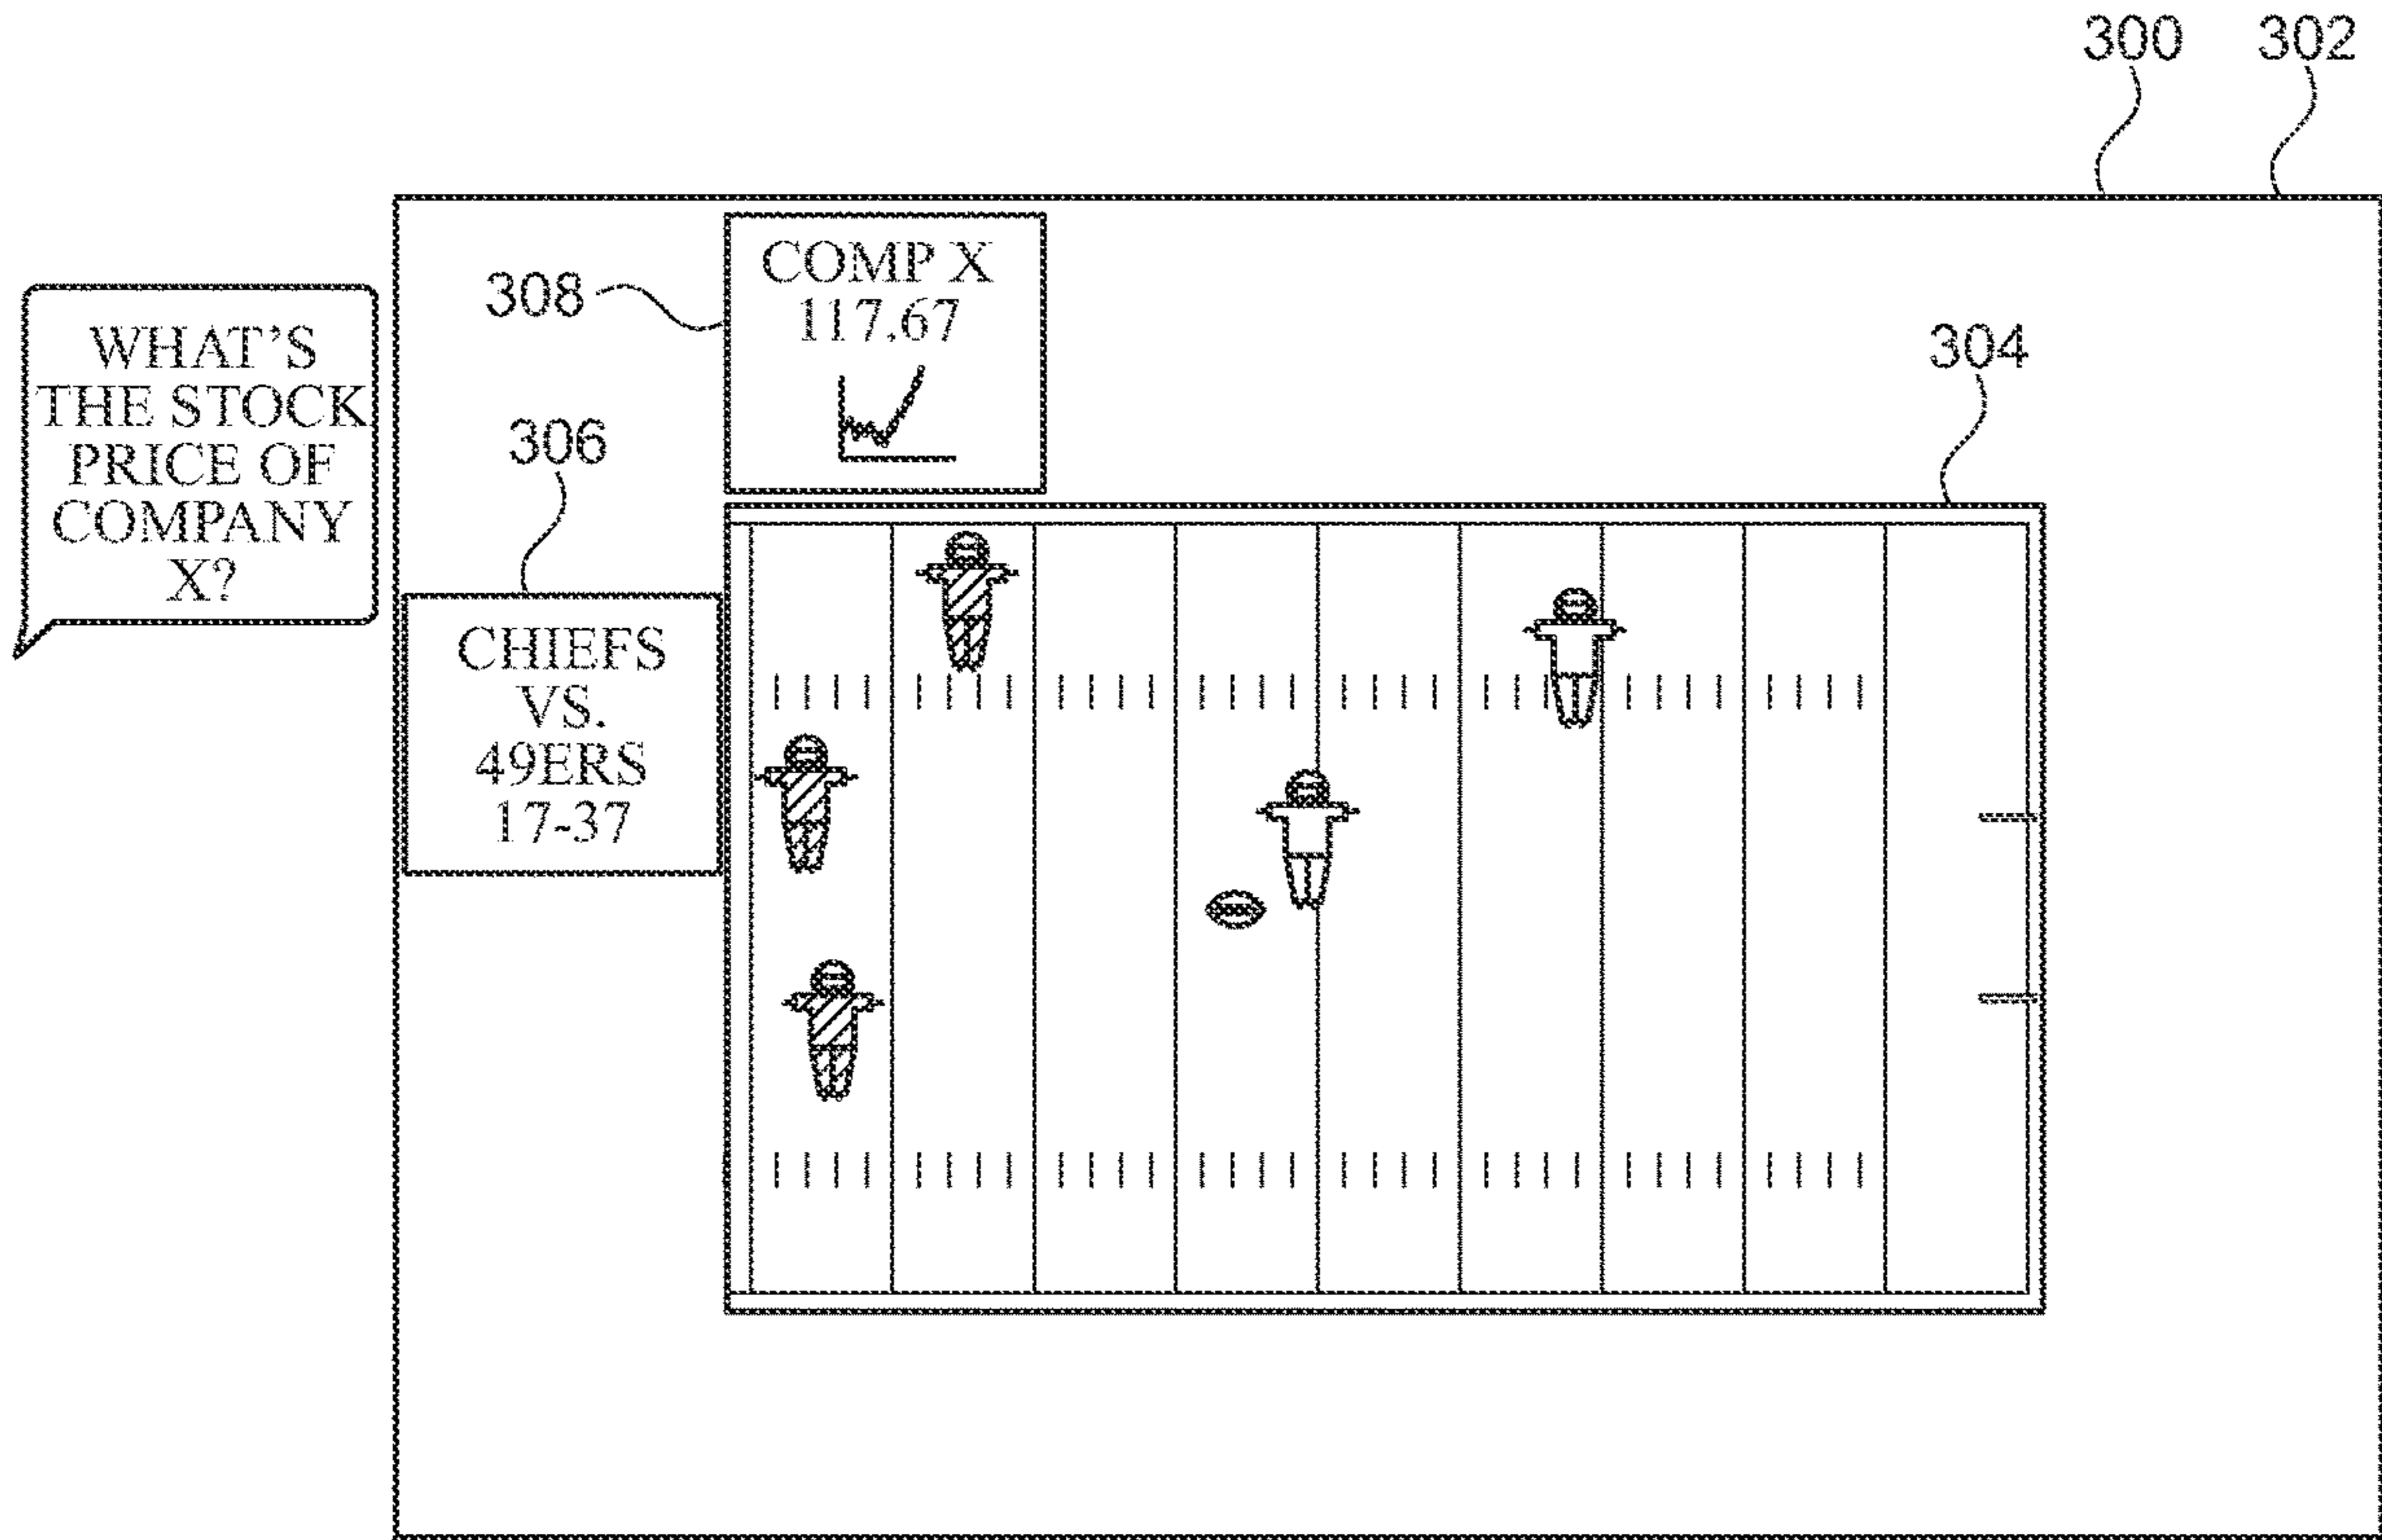 300 302
308
COMP X
117.67
304
WHAT'S
THE STOCK
PRICE OF
COMPANY
X?
306
CHIEFS
VS.
49ERS
17-37